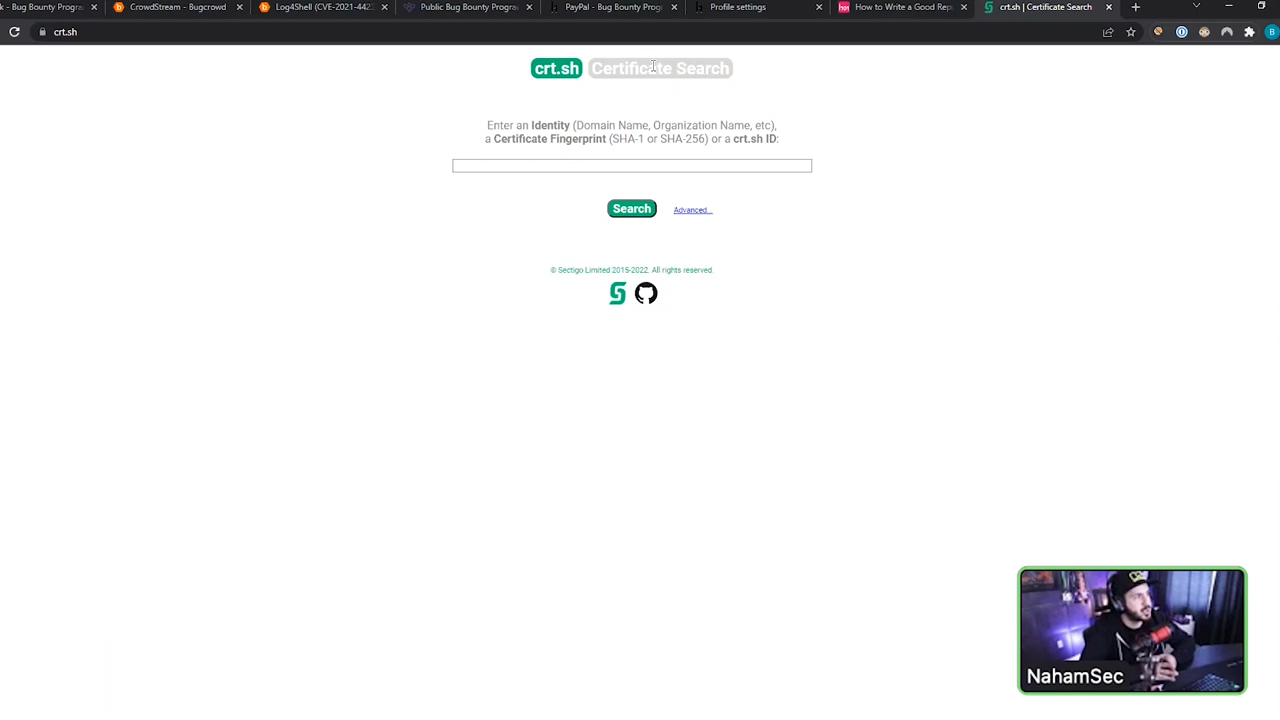 k - Bug Bounty Progra
CrowdStream - Bugcrowd
Log4Shell (CVE-2021-4422
Public Bug Bounty Progra
PayPal - Bug Bounty Prog
Profile settings
How to Write a Good Rep
crt.sh | Certificate Search
crt.sh
B
crt.sh Certificate Search
Enter an Identity (Domain Name, Organization Name, etc),
a Certificate Fingerprint (SHA-1 or SHA-256) or a crt.sh ID:
Search
Advanced...
© Sectigo Limited 2015-2022. All rights reserved.
NahamSec